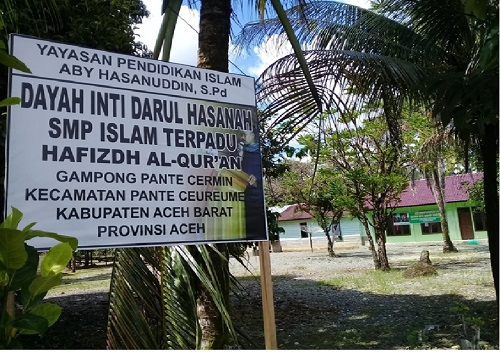 YAYASAN PENDIDIKAN ISLAM
ABY HASANUDDIN, S.Pd
DAYAH INTI DARUL HASANAH
SMP ISLAM TERPADU
HAFIZDH AL-QUR'AN
GAMPONG PANTE CERMIN
KECAMATAN PANTE CEUREUMEN
KABUPATEN ACEH BARAT
PROVINSI ACEH